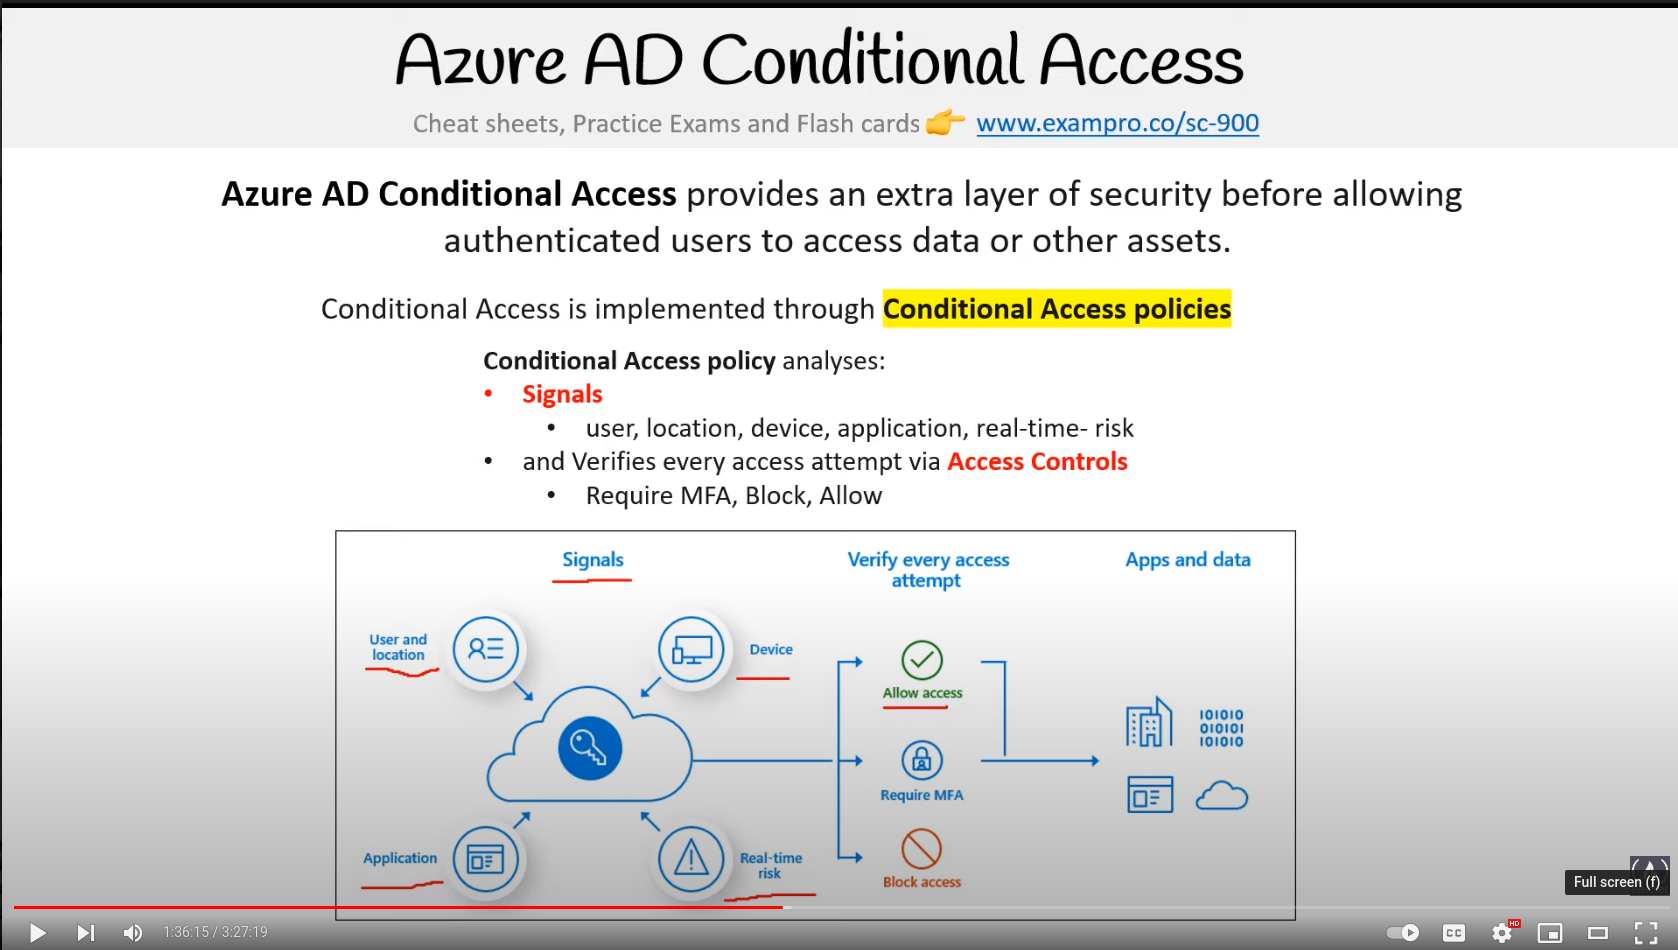 Azure AD Conditional Access
Cheat sheets, Practice Exams and Flash cards 👉 www.exampro.co/sc-900
Azure AD Conditional Access provides an extra layer of security before allowing
authenticated users to access data or other assets.
Conditional Access is implemented through Conditional Access policies
Conditional Access policy analyses:
• Signals
• user, location, device, application, real-time- risk
• and Verifies every access attempt via Access Controls
• Require MFA, Block, Allow
Signals
Verify every access
attempt
Apps and data
User and
location
Device
Allow access
101010
010101
101010
Require MFA
Application
Real-time
risk
Block access
Full screen (f)
1:36:15 / 3:27:19
CC
HD